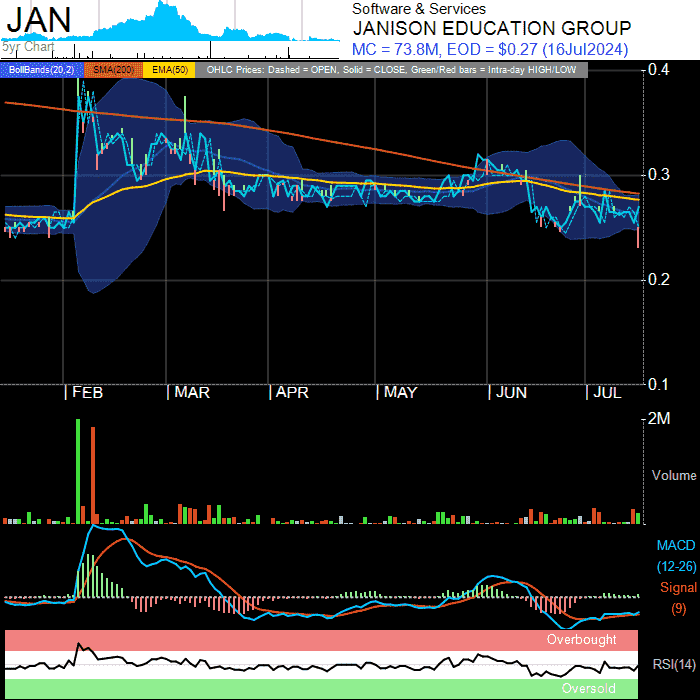 JAN
5yr Chart
Software & Services
JANISON EDUCATION GROUP
MC = 73.8M, EOD = $0.27 (16Jul2024)
BollBands(20,2) SMA(200) EMA(50) OHLC Prices: Dashed = OPEN, Solid = CLOSE, Green/Red bars = Intra-day HIGH/LOW
0.4
0.3
0.2
0.1
| FEB | MAR | APR | MAY | JUN | JUL
2M
Volume
MACD
(12-26)
Signal
(9)
Overbought
RSI(14)
Oversold